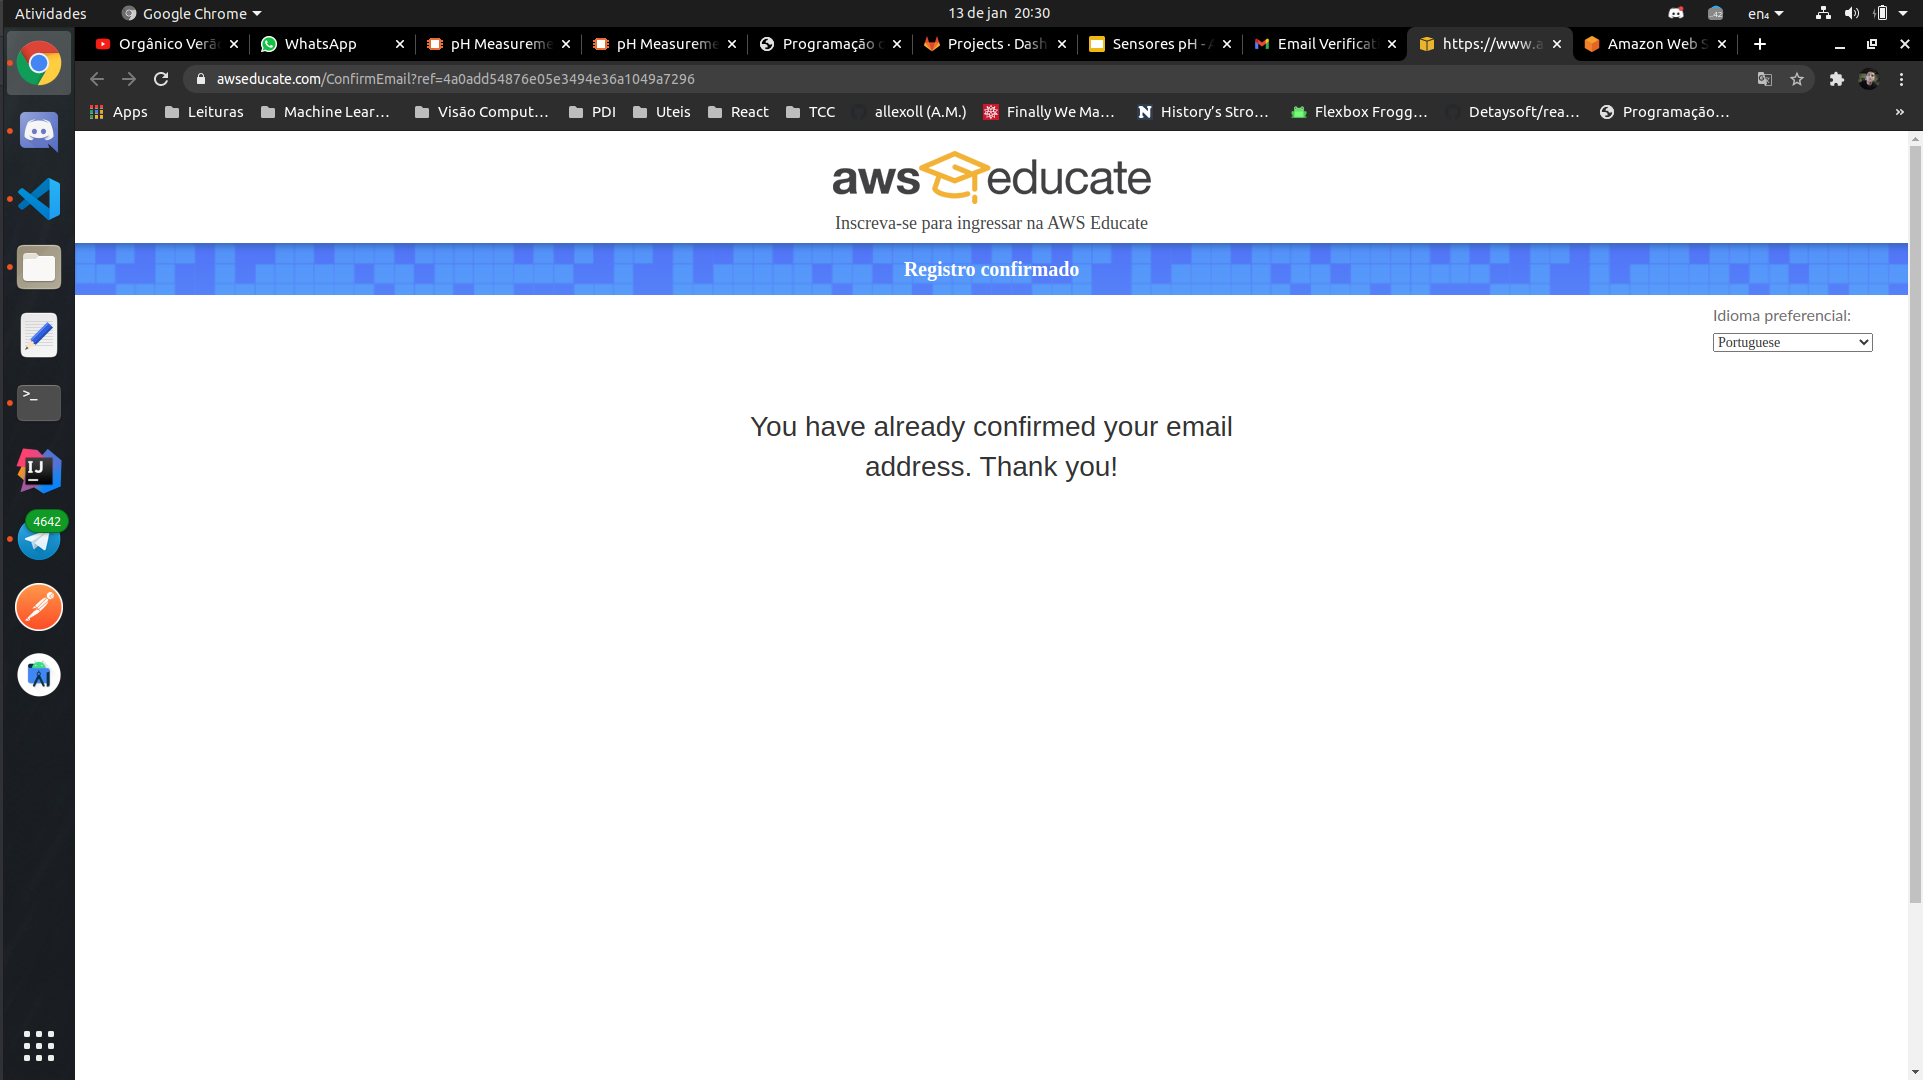 Atividades
Google Chrome
13 de jan 20:30
en₄
Orgânico Verão
WhatsApp
pH Measureme
pH Measureme
Programação
Projects · Dash
Sensores pH -
Email Verificat
https://www.a
Amazon Web S
awseducate.com/ConfirmEmail?ref=4a0add54876e05e3494e36a1049a7296
Apps
Leituras
Machine Lear…
Visão Comput…
PDI
Uteis
React
TCC
allexoll (A.M.)
Finally We Ma…
History’s Stro…
Flexbox Frogg…
Detaysoft/rea…
Programação…
»
aws educate
Inscreva-se para ingressar na AWS Educate
Registro confirmado
Idioma preferencial:
Portuguese
You have already confirmed your email
address. Thank you!
>_
IJ
4642